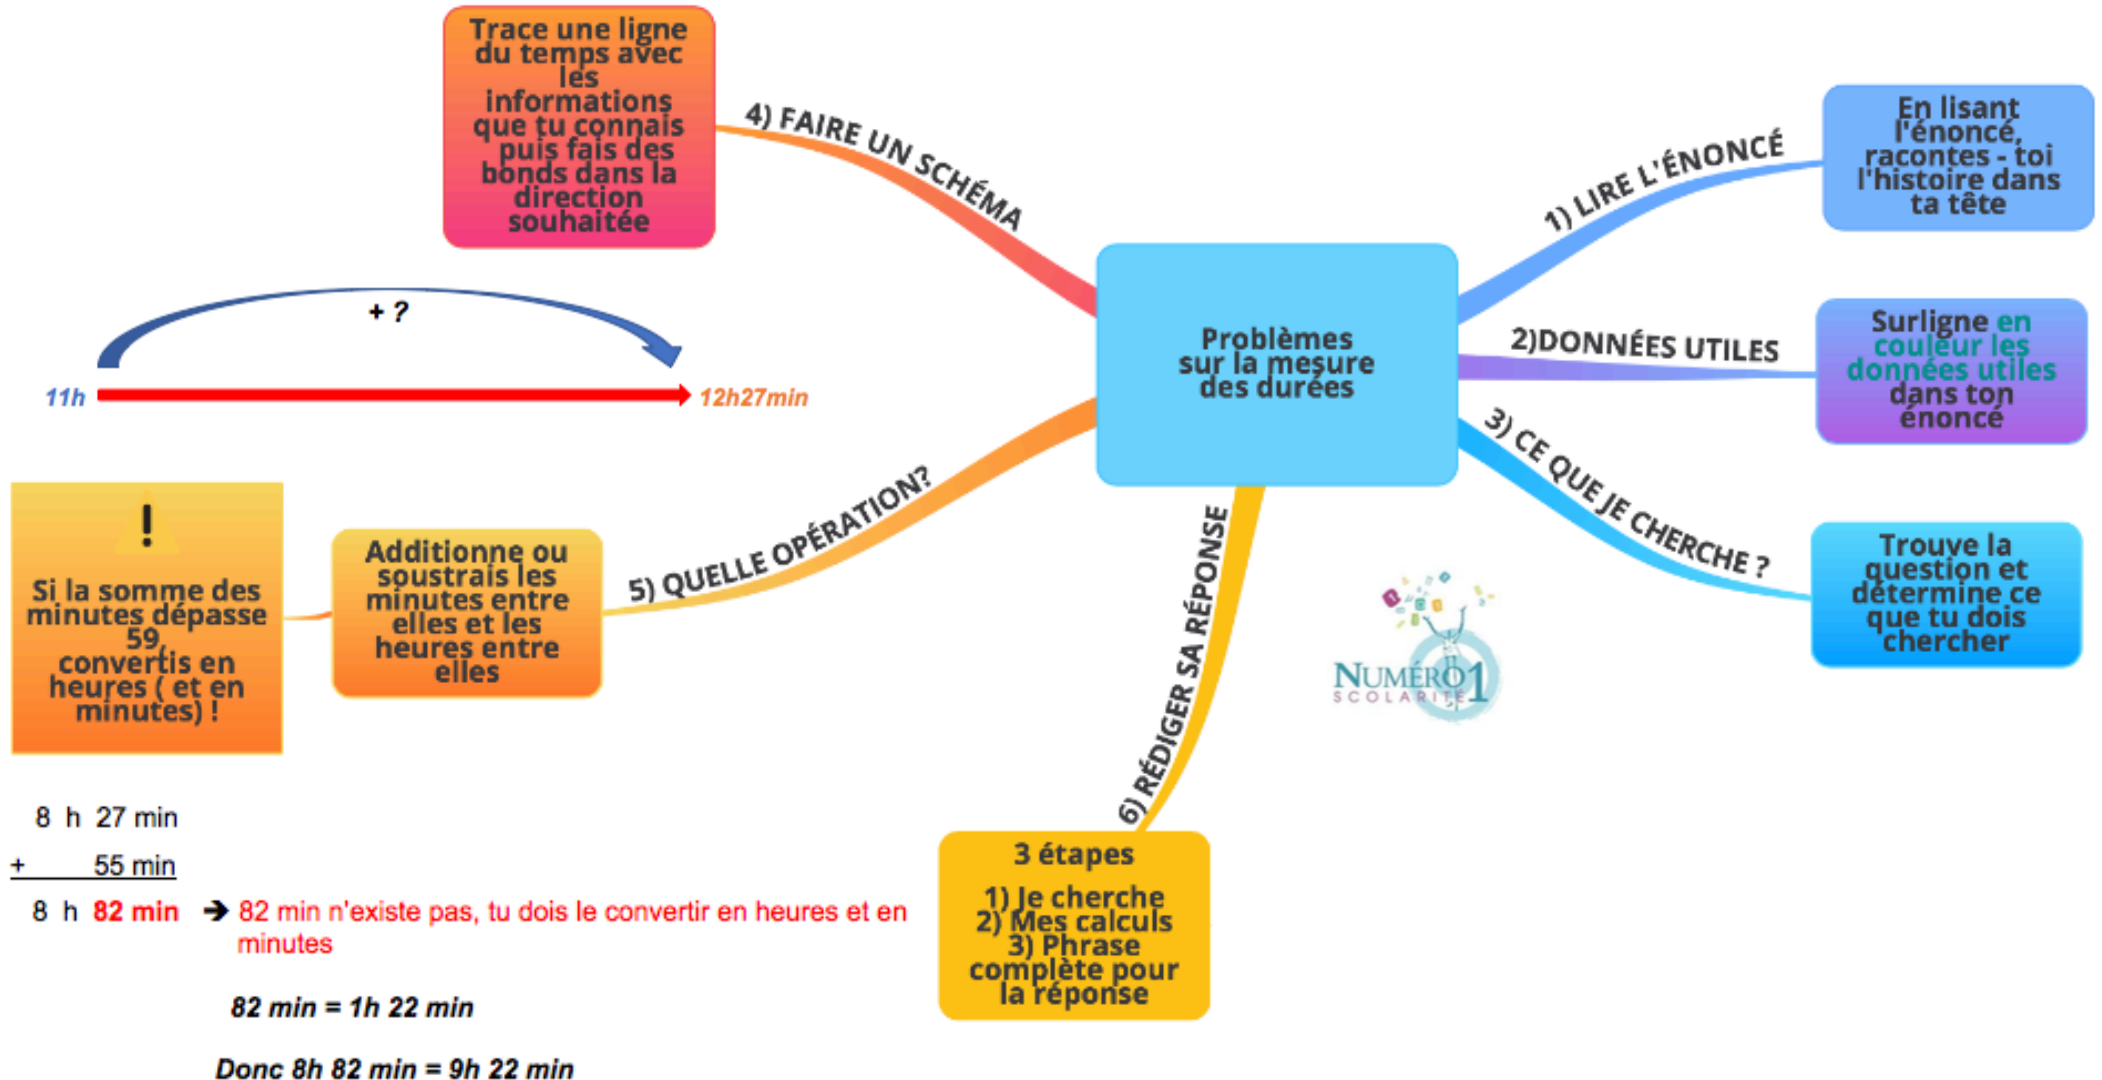 Problèmes
sur la mesure
des durées
1) LIRE L'ÉNONCÉ
En lisant
l'énoncé,
racontes - toi
l'histoire dans
ta tête
2)DONNÉES UTILES
Surligne en
couleur les
données utiles
dans ton
énoncé
3) CE QUE JE CHERCHE ?
Trouve la
question et
détermine ce
que tu dois
chercher
4) FAIRE UN SCHÉMA
Trace une ligne
du temps avec
les
informations
que tu connais
puis fais des
bonds dans la
direction
souhaitée
+ ?
11h
12h27min
5) QUELLE OPÉRATION?
Additionne ou
soustrais les
minutes entre
elles et les
heures entre
elles
!
Si la somme des
minutes dépasse
59,
convertis en
heures ( et en
minutes) !
8 h 27 min
+ 55 min
8 h 82 min ➔ 82 min n'existe pas, tu dois le convertir en heures et en
minutes
82 min = 1h 22 min
Donc 8h 82 min = 9h 22 min
6) RÉDIGER SA RÉPONSE
3 étapes
1) Je cherche
2) Mes calculs
3) Phrase
complète pour
la réponse
NUMÉRO1
SCOLARITÉ